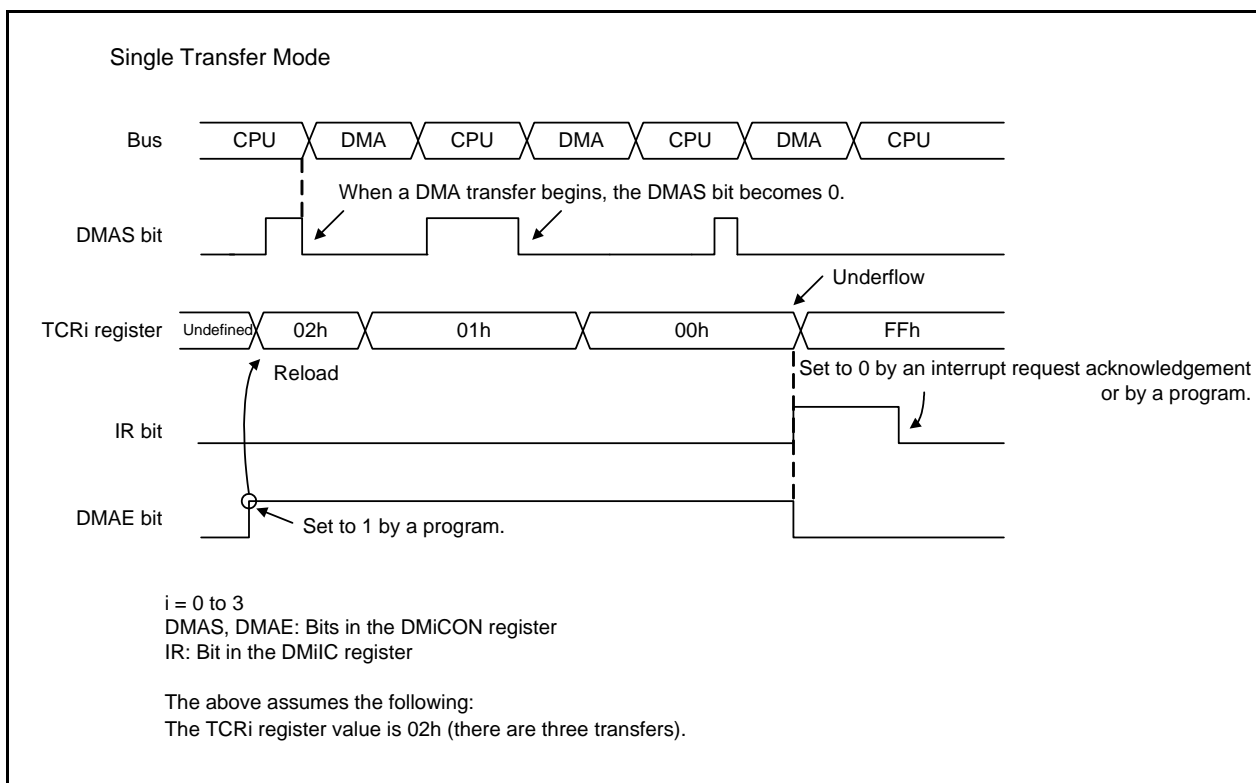 Single Transfer Mode
Bus CPU DMA CPU DMA CPU DMA CPU
When a DMA transfer begins, the DMAS bit becomes 0.
DMAS bit
Underflow
TCRi register Undefined 02h 01h 00h FFh
Reload
Set to 0 by an interrupt request acknowledgement
or by a program.
IR bit
DMAE bit
Set to 1 by a program.
i = 0 to 3
DMAS, DMAE: Bits in the DMiCON register
IR: Bit in the DMiIC register
The above assumes the following:
The TCRi register value is 02h (there are three transfers).